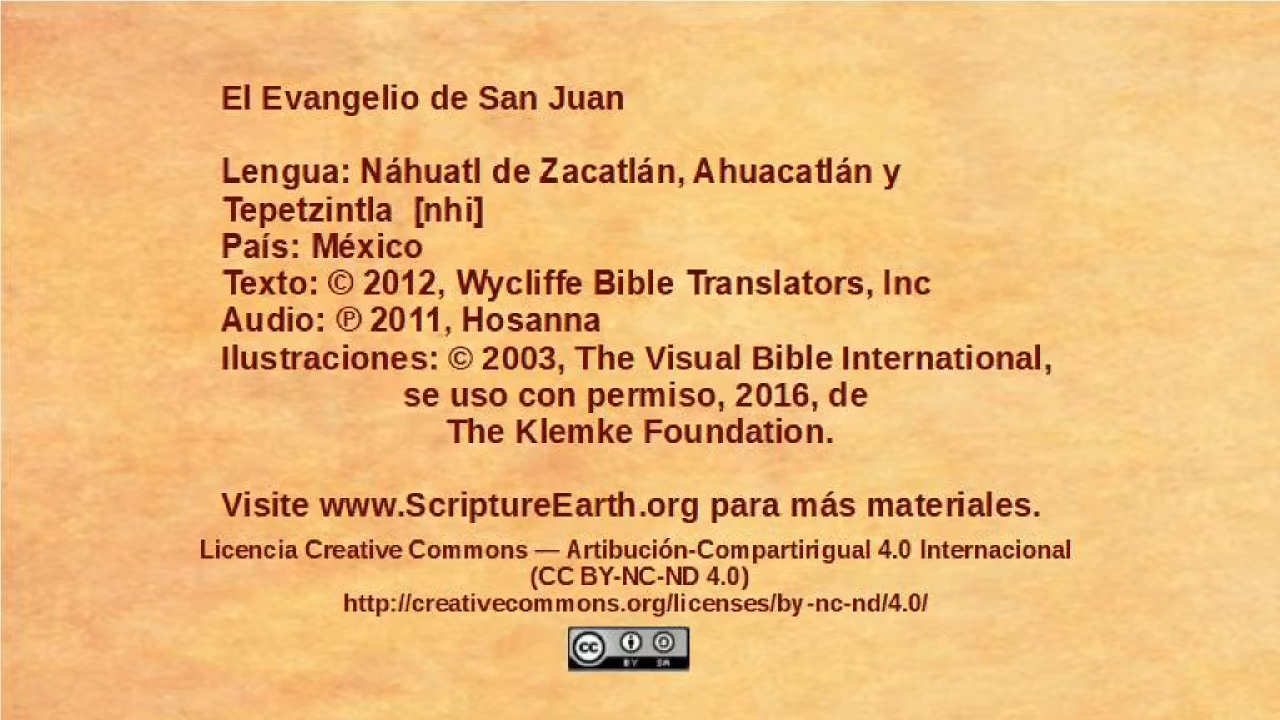 El Evangelio de San Juan
Lengua: Náhuatl de Zacatlán, Ahuacatlán y
Tepetzintla [nhi]
País: México
Texto: © 2012, Wycliffe Bible Translators, Inc
Audio: ℗ 2011, Hosanna
Ilustraciones: © 2003, The Visual Bible International,
se uso con permiso, 2016, de
The Klemke Foundation.
Visite www.ScriptureEarth.org para más materiales.
Licencia Creative Commons — Artibución-Compartirigual 4.0 Internacional
(CC BY-NC-ND 4.0)
http://creativecommons.org/licenses/by-nc-nd/4.0/
cc BY SA